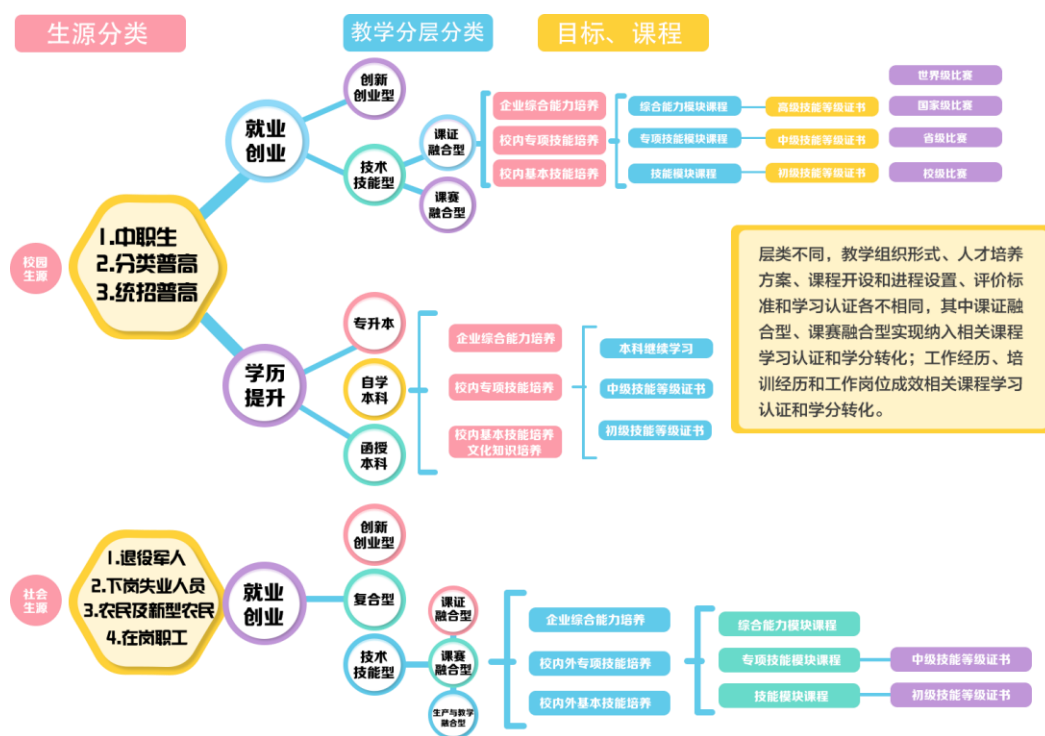 生源分类
教学分层分类
目标、课程
校园
生源
1.中职生
2.分类普高
3.统招普高
就业
创业
创新
创业型
技术
技能型
课证
融合型
课赛
融合型
企业综合能力培养
校内专项技能培养
校内基本技能培养
综合能力模块课程
专项技能模块课程
技能模块课程
高级技能等级证书
中级技能等级证书
初级技能等级证书
世界级比赛
国家级比赛
省级比赛
校级比赛
学历
提升
专升本
自学
本科
函授
本科
企业综合能力培养
校内专项技能培养
校内基本技能培养
文化知识培养
本科继续学习
中级技能等级证书
初级技能等级证书
层类不同，教学组织形式、人才培养
方案、课程开设和进程设置、评价标
准和学习认证各不相同，其中课证融
合型、课赛融合型实现纳入相关课程
学习认证和学分转化；工作经历、培
训经历和工作岗位成效相关课程学习
认证和学分转化。
社会
生源
1.退役军人
2.下岗失业人员
3.农民及新型农民
4.在岗职工
就业
创业
创新
创业型
复合型
技术
技能型
课证
融合型
课赛
融合型
生产与教学
融合型
企业综合能力培养
校内外专项技能培养
校内外基本技能培养
综合能力模块课程
专项技能模块课程
技能模块课程
中级技能等级证书
初级技能等级证书